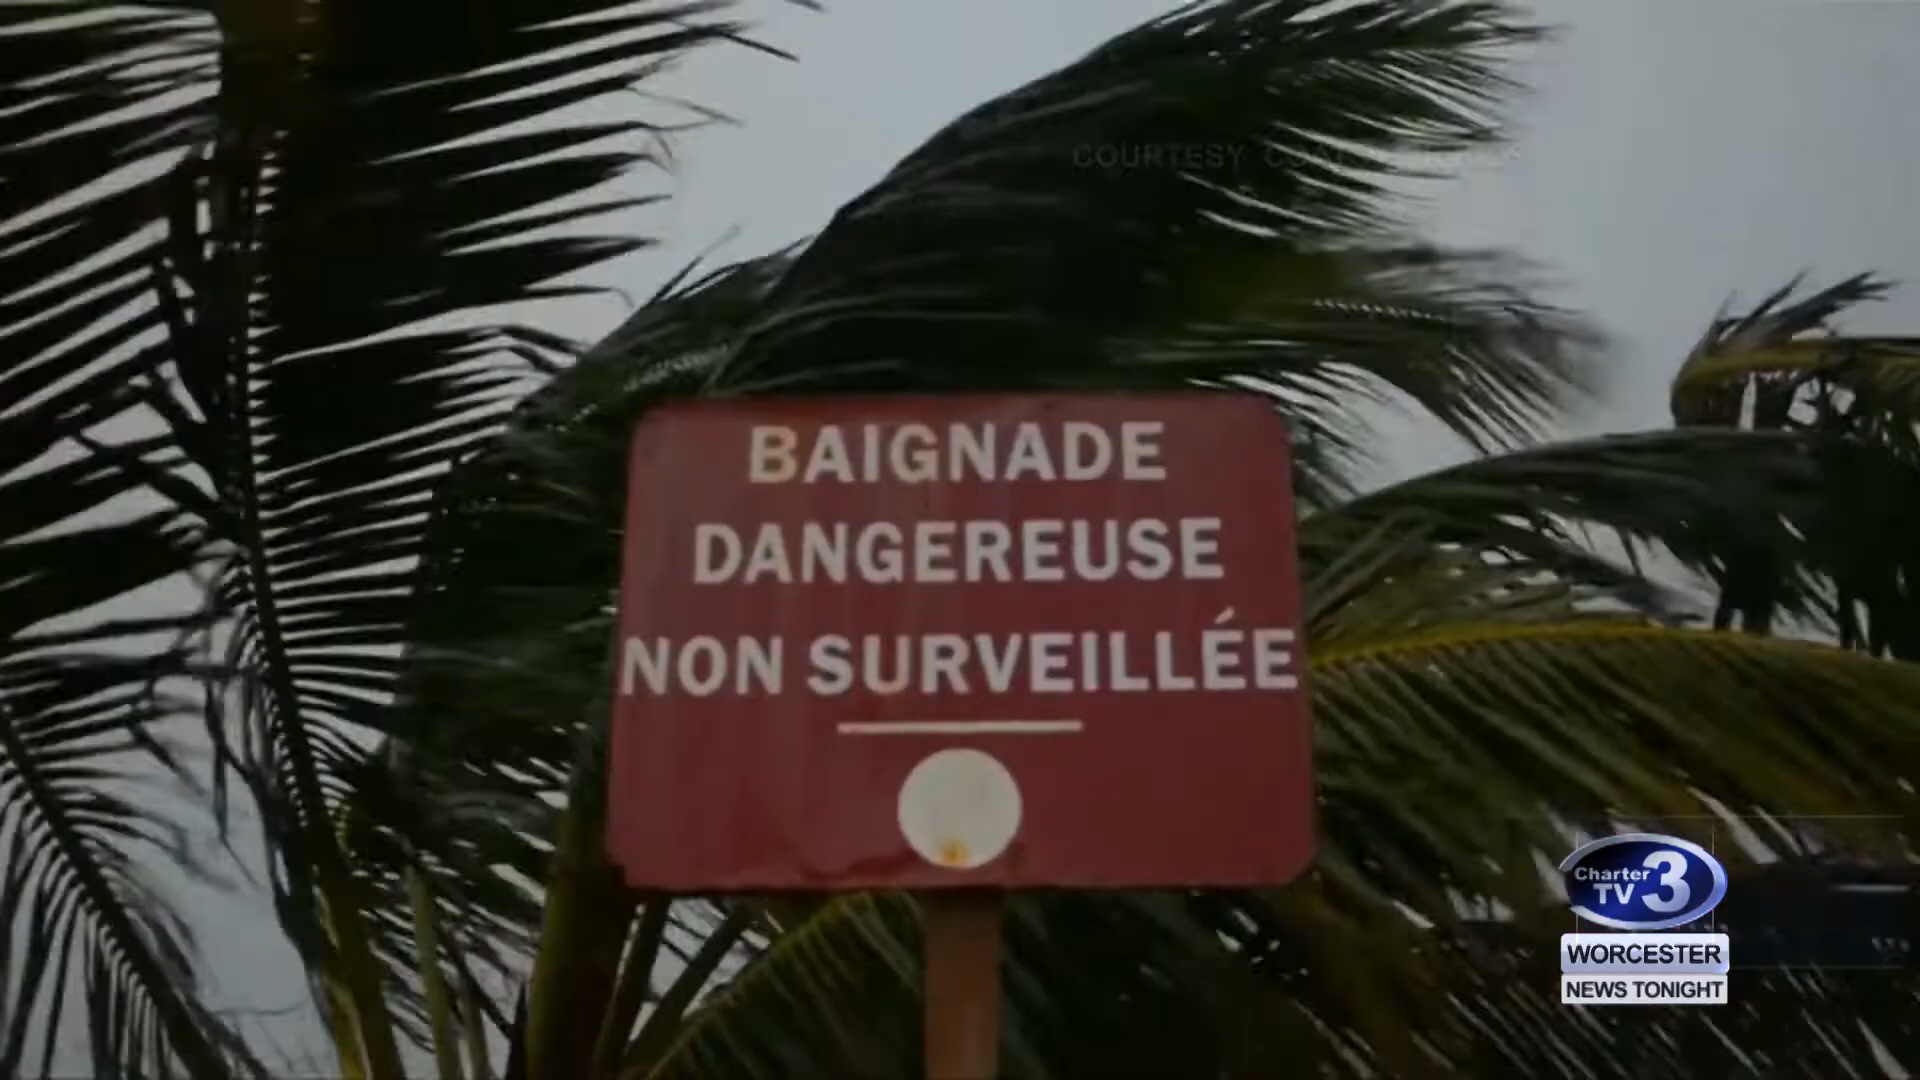 COURTESY
BAIGNADE
DANGEREUSE
NON SURVEILLÉE
Charter
TV 3
WORCESTER
NEWS TONIGHT